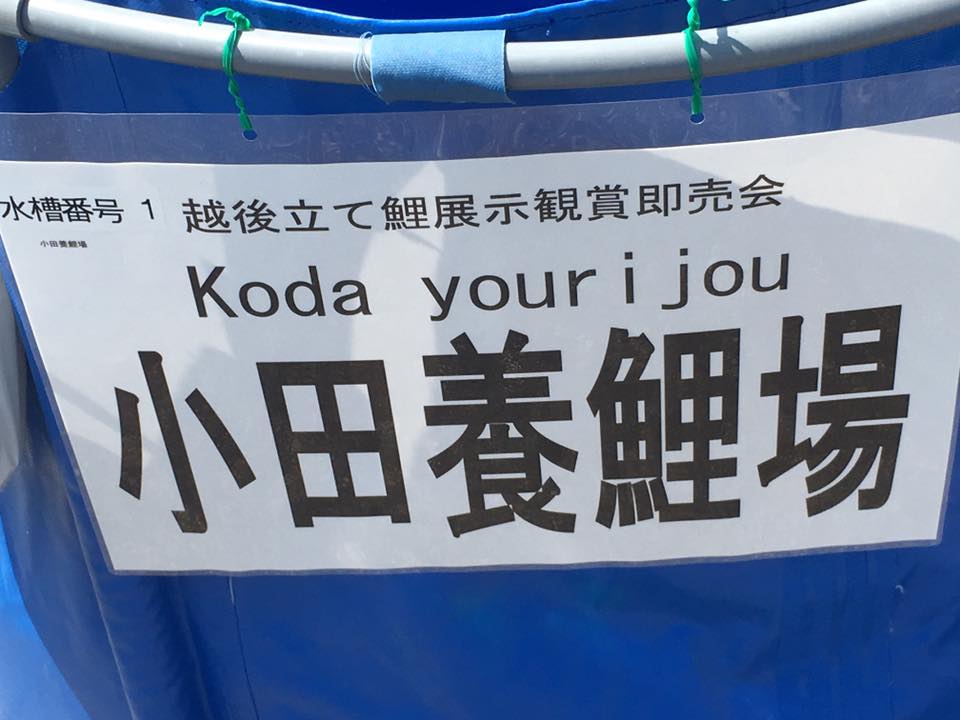 水槽番号 1
小田養鯉場
越後立て鯉展示観賞即売会
Koda yourijou
小田養鯉場